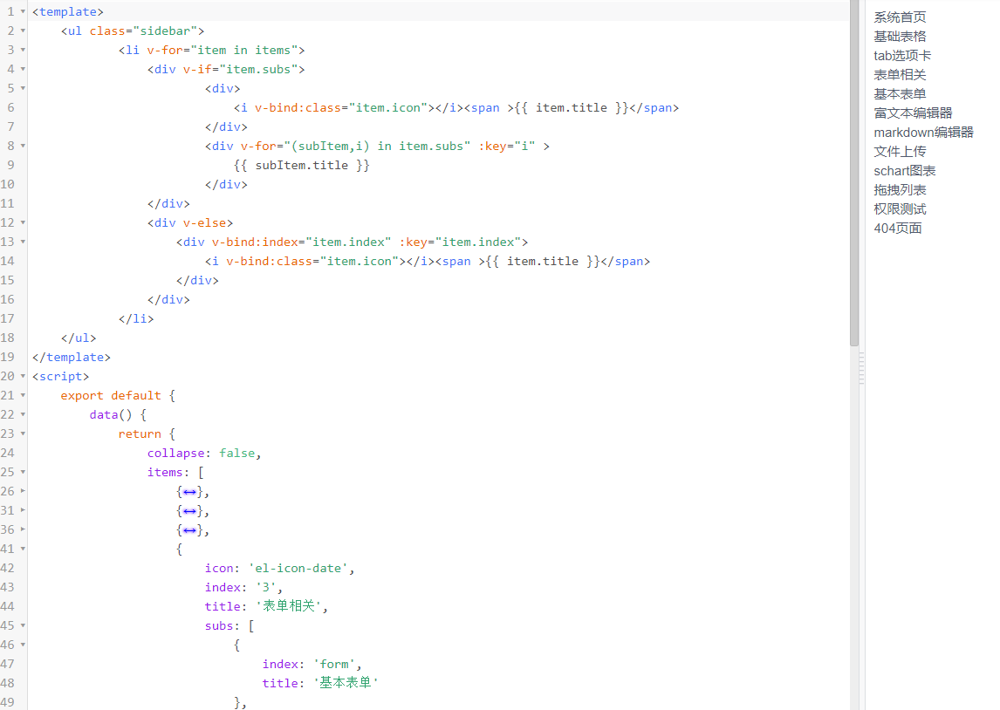 1 <template>
2 <ul class="sidebar">
3 <li v-for="item in items">
4 <div v-if="item.subs">
5 <div>
6 <i v-bind:class="item.icon"></i><span >{{ item.title }}</span>
7 </div>
8 <div v-for="(subItem,i) in item.subs" :key="i" >
9 {{ subItem.title }}
10 </div>
11 </div>
12 <div v-else>
13 <div v-bind:index="item.index" :key="item.index">
14 <i v-bind:class="item.icon"></i><span >{{ item.title }}</span>
15 </div>
16 </div>
17 </li>
18 </ul>
19 </template>
20 <script>
21 export default {
22 data() {
23 return {
24 collapse: false,
25 items: [
26 {↔},
31 {↔},
36 {↔},
41 {
42 icon: 'el-icon-date',
43 index: '3',
44 title: '表单相关',
45 subs: [
46 {
47 index: 'form',
48 title: '基本表单'
49 },
系统首页
基础表格
tab选项卡
表单相关
基本表单
富文本编辑器
markdown编辑器
文件上传
schart图表
拖拽列表
权限测试
404页面